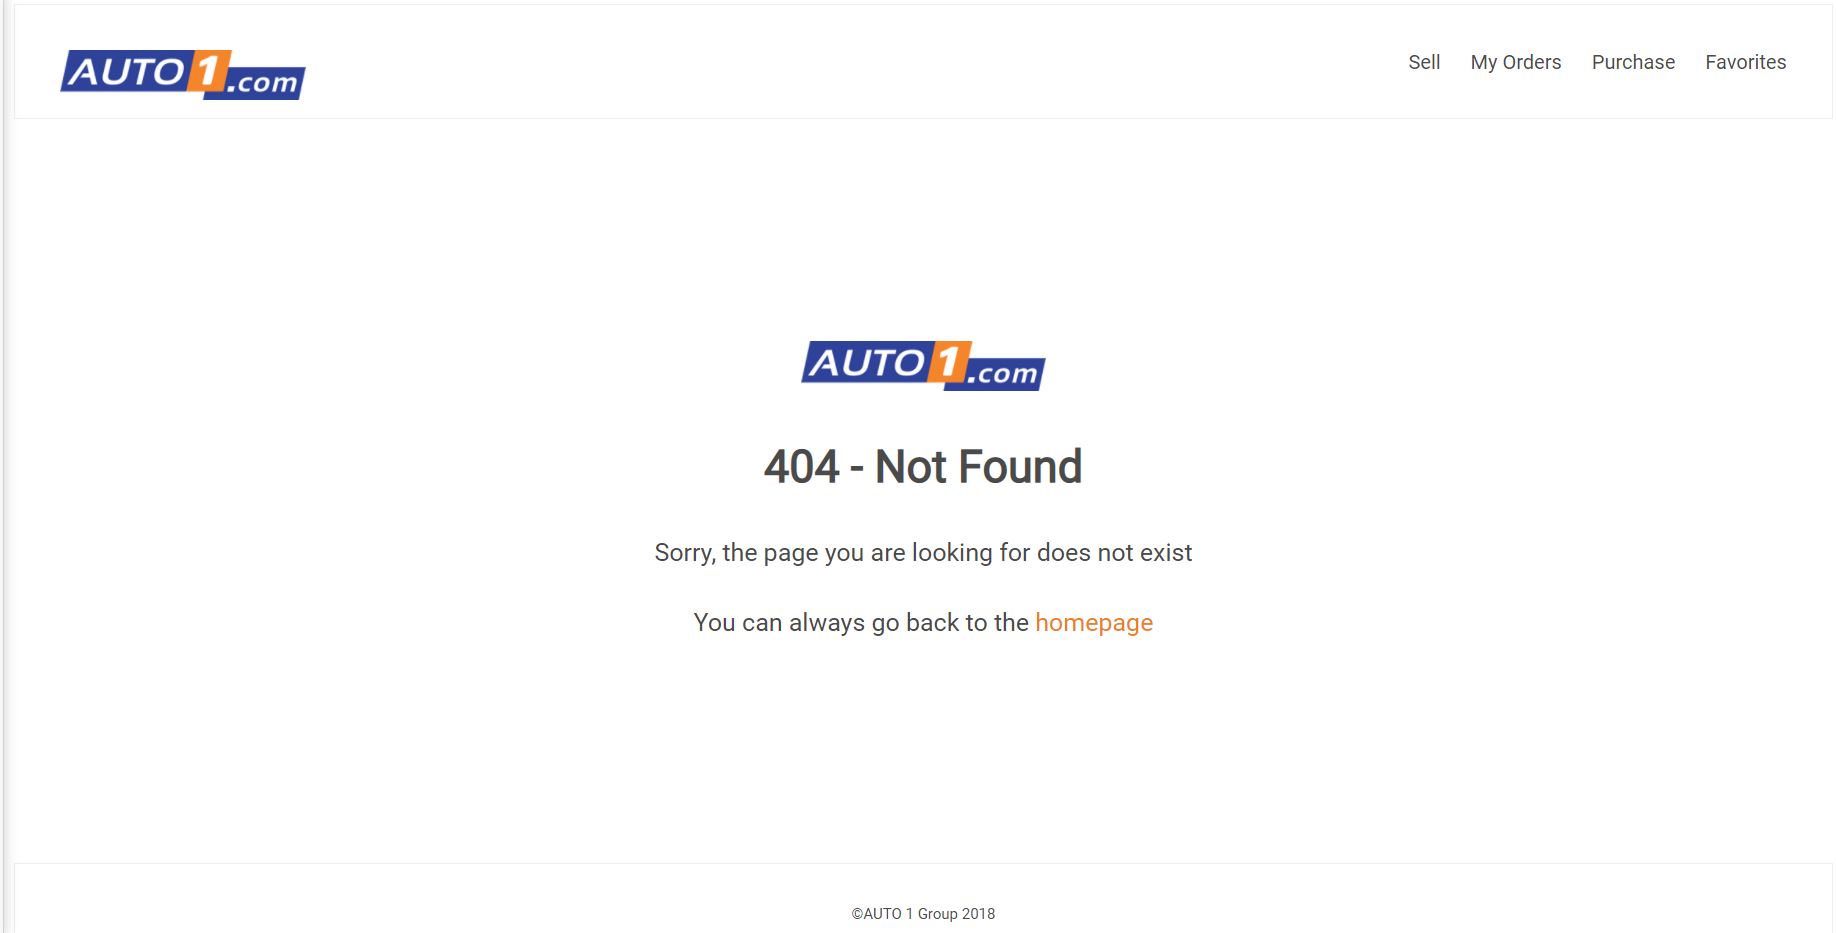 AUTO1.com
Sell My Orders Purchase Favorites
AUTO1.com
404 - Not Found
Sorry, the page you are looking for does not exist
You can always go back to the homepage
©AUTO 1 Group 2018